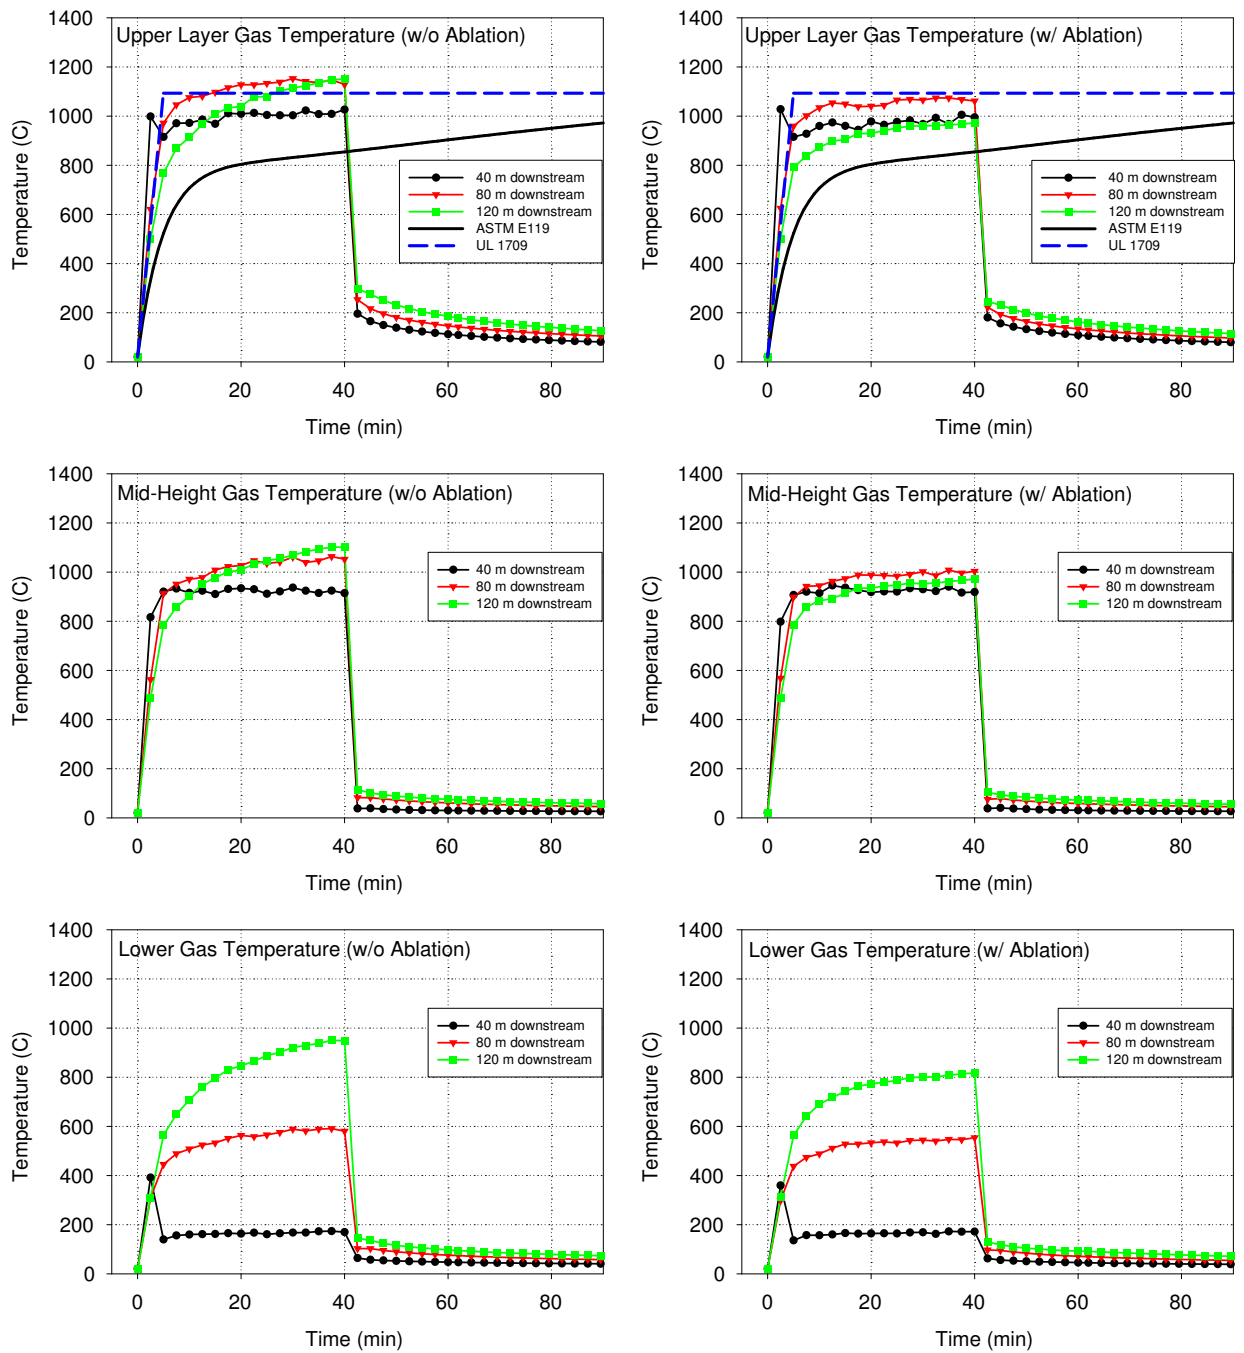 Upper Layer Gas Temperature (w/o Ablation)
Temperature (C)
1400
1200
1000
800
600
400
200
0
40 m downstream
80 m downstream
120 m downstream
ASTM E119
UL 1709
0 20 40 60 80
Time (min)
Upper Layer Gas Temperature (w/ Ablation)
Temperature (C)
1400
1200
1000
800
600
400
200
0
40 m downstream
80 m downstream
120 m downstream
ASTM E119
UL 1709
0 20 40 60 80
Time (min)
Mid-Height Gas Temperature (w/o Ablation)
Temperature (C)
1400
1200
1000
800
600
400
200
0
40 m downstream
80 m downstream
120 m downstream
0 20 40 60 80
Time (min)
Mid-Height Gas Temperature (w/ Ablation)
Temperature (C)
1400
1200
1000
800
600
400
200
0
40 m downstream
80 m downstream
120 m downstream
0 20 40 60 80
Time (min)
Lower Gas Temperature (w/o Ablation)
Temperature (C)
1400
1200
1000
800
600
400
200
0
40 m downstream
80 m downstream
120 m downstream
0 20 40 60 80
Time (min)
Lower Gas Temperature (w/ Ablation)
Temperature (C)
1400
1200
1000
800
600
400
200
0
40 m downstream
80 m downstream
120 m downstream
0 20 40 60 80
Time (min)